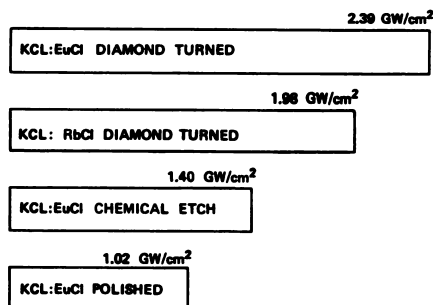 2.39 GW/cm²
KCL:EuCl DIAMOND TURNED
1.98 GW/cm²
KCL: RbCl DIAMOND TURNED
1.40 GW/cm²
KCL:EuCl CHEMICAL ETCH
1.02 GW/cm²
KCL:EuCl POLISHED